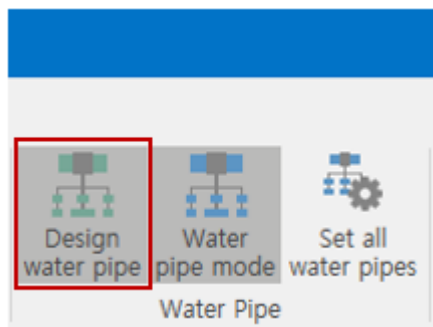 Design
water pipe
Water
pipe mode
Set all
water pipes
Water Pipe